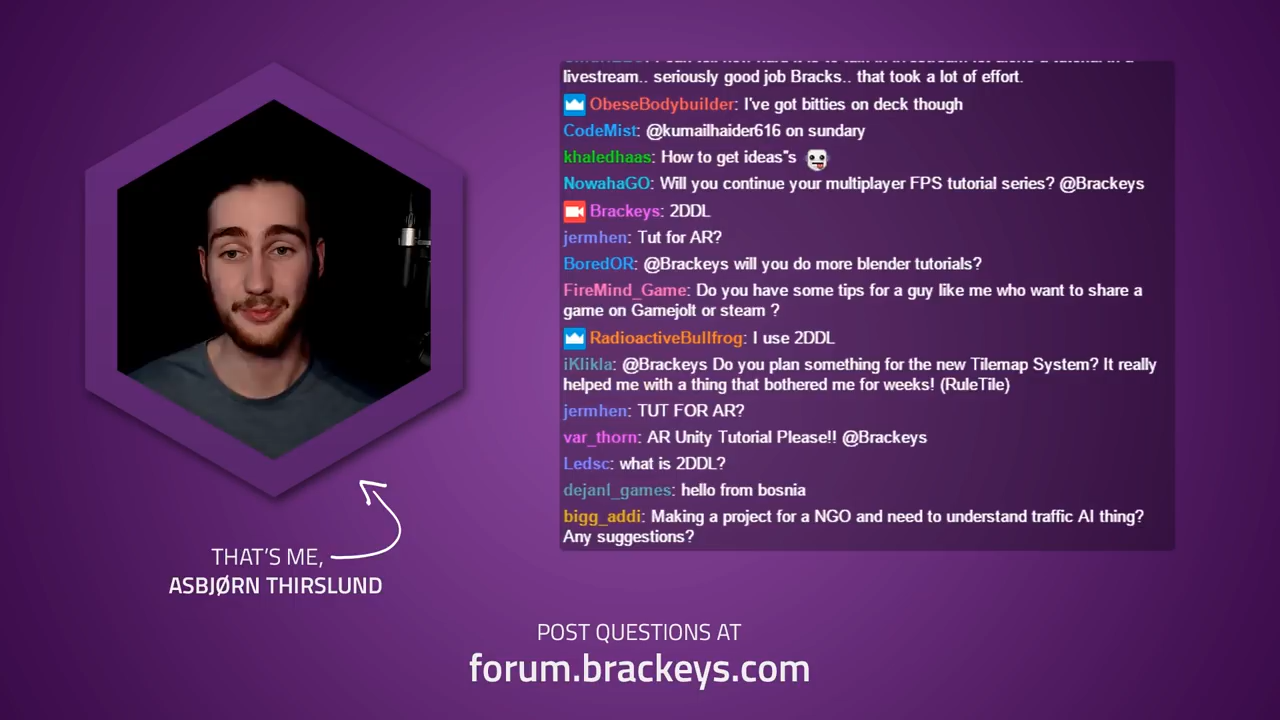 livestream.. seriously good job Bracks.. that took a lot of effort.
ObeseBodybuilder: I've got bitties on deck though
CodeMist: @kumailhaider616 on sundary
khaledhaas: How to get ideas"s
NowahaGO: Will you continue your multiplayer FPS tutorial series? @Brackeys
Brackeys: 2DDL
jermhen: Tut for AR?
BoredOR: @Brackeys will you do more blender tutorials?
FireMind_Game: Do you have some tips for a guy like me who want to share a
game on Gamejolt or steam ?
RadioactiveBullfrog: I use 2DDL
iKlikla: @Brackeys Do you plan something for the new Tilemap System? It really
helped me with a thing that bothered me for weeks! (RuleTile)
jermhen: TUT FOR AR?
var_thorn: AR Unity Tutorial Please!! @Brackeys
Ledsc: what is 2DDL?
dejanl_games: hello from bosnia
bigg_addi: Making a project for a NGO and need to understand traffic AI thing?
Any suggestions?
THAT'S ME,
ASBJØRN THIRSLUND
POST QUESTIONS AT
forum.brackeys.com